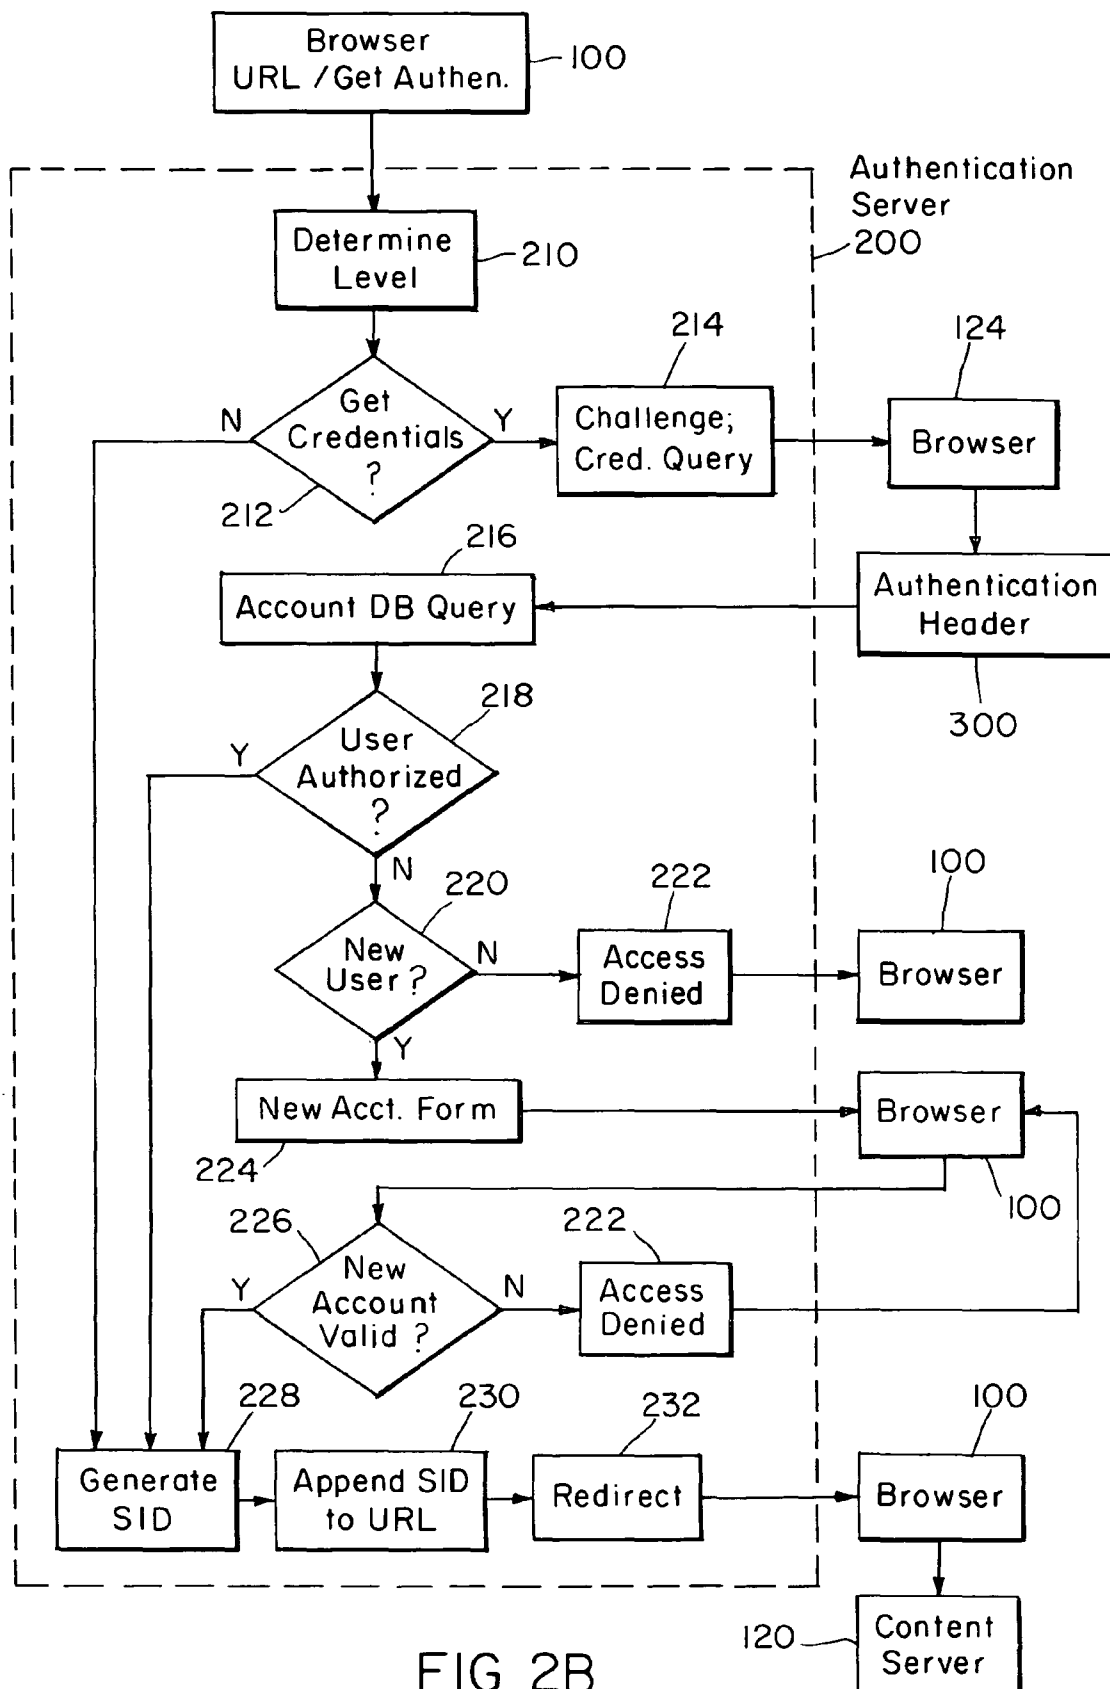 Browser
URL / Get Authen.
100
Authentication
Server
200
Determine
Level
210
214
124
N
Get
Credentials
?
Y
212
Challenge;
Cred. Query
Browser
216
Account DB Query
Authentication
Header
300
218
Y
User
Authorized
?
N
220
222
100
New
User ?
N
Access
Denied
Browser
Y
New Acct. Form
224
Browser
100
226
222
Y
New
Account
Valid ?
N
Access
Denied
228
230
232
100
Generate
SID
Append SID
to URL
Redirect
Browser
120
Content
Server
FIG 2B